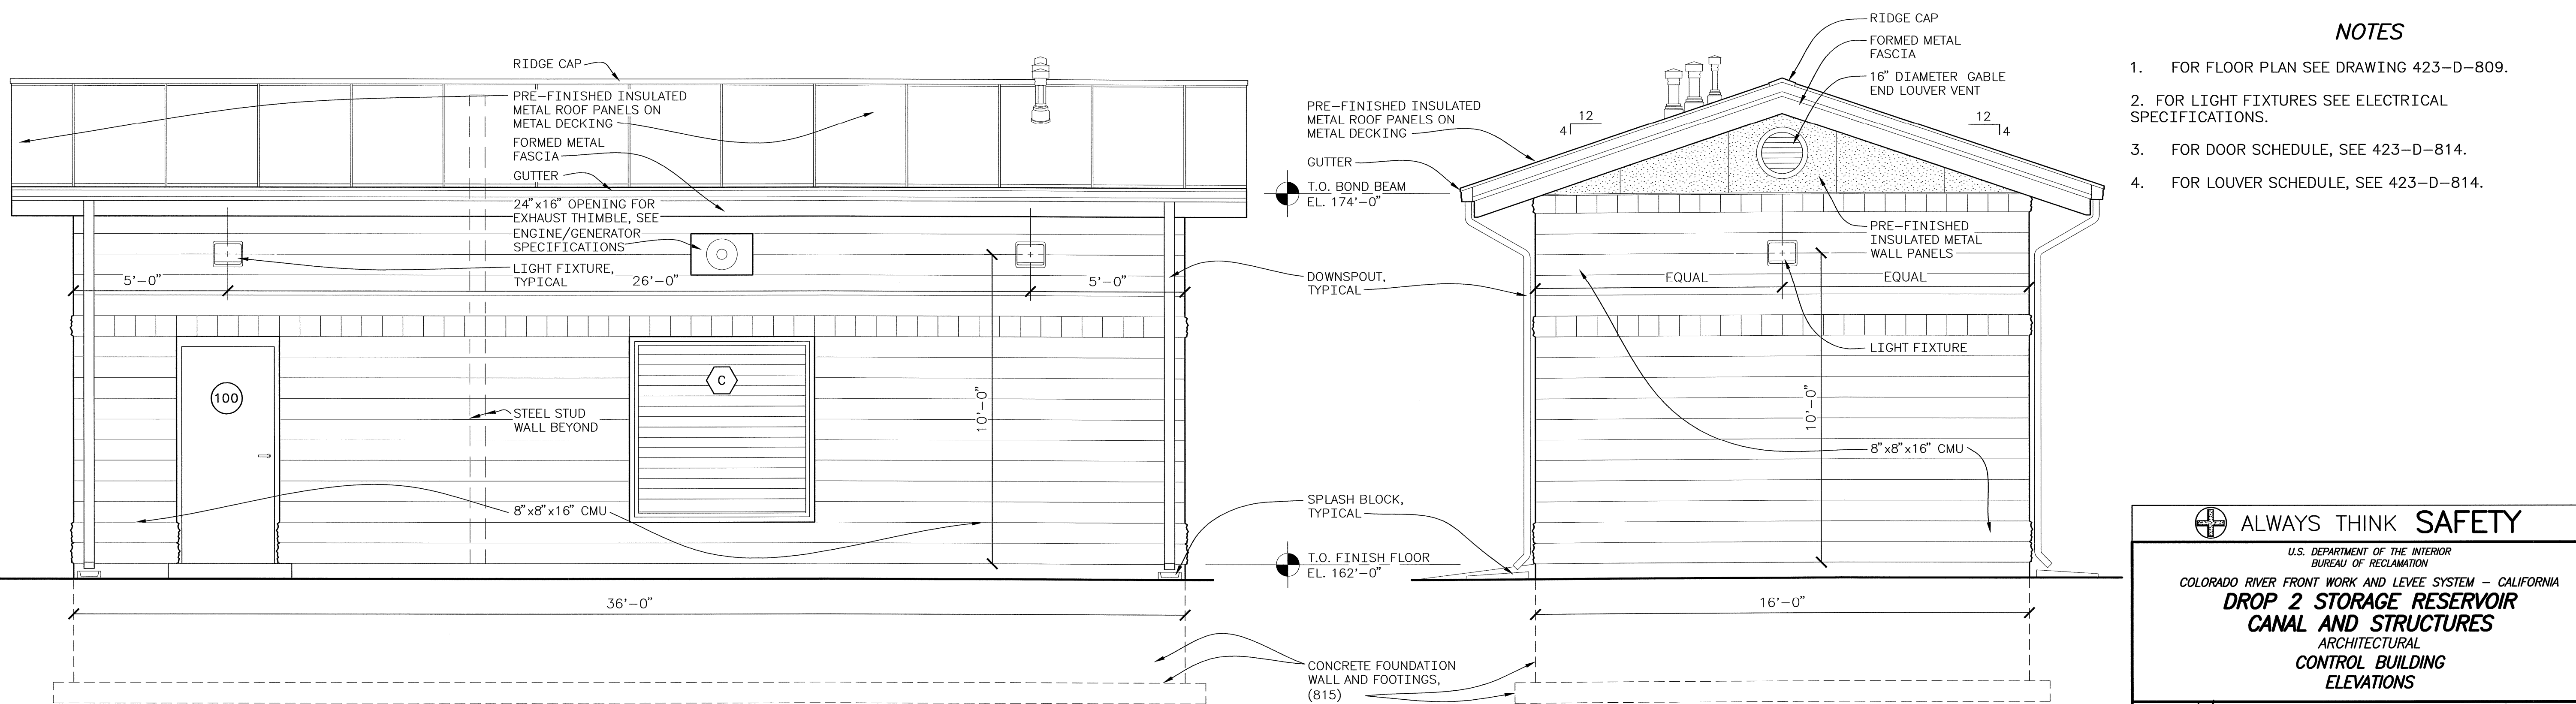 RIDGE CAP
PRE-FINISHED INSULATED
METAL ROOF PANELS ON
METAL DECKING
FORMED METAL
FASCIA
GUTTER
24"x16" OPENING FOR
EXHAUST THIMBLE, SEE
ENGINE/GENERATOR
SPECIFICATIONS
LIGHT FIXTURE,
TYPICAL
5'-0"
26'-0"
5'-0"
100
C
10'-0"
STEEL STUD
WALL BEYOND
8"x8"x16" CMU
36'-0"
PRE-FINISHED INSULATED
METAL ROOF PANELS ON
METAL DECKING
GUTTER
T.O. BOND BEAM
EL. 174'-0"
DOWNSPOUT,
TYPICAL
SPLASH BLOCK,
TYPICAL
T.O. FINISH FLOOR
EL. 162'-0"
CONCRETE FOUNDATION
WALL AND FOOTINGS,
(815)
RIDGE CAP
FORMED METAL
FASCIA
16" DIAMETER GABLE
END LOUVER VENT
12
4
12
4
PRE-FINISHED
INSULATED METAL
WALL PANELS
EQUAL
EQUAL
LIGHT FIXTURE
10'-0"
8"x8"x16" CMU
16'-0"
NOTES
1. FOR FLOOR PLAN SEE DRAWING 423-D-809.
2. FOR LIGHT FIXTURES SEE ELECTRICAL
SPECIFICATIONS.
3. FOR DOOR SCHEDULE, SEE 423-D-814.
4. FOR LOUVER SCHEDULE, SEE 423-D-814.
ALWAYS THINK SAFETY
U.S. DEPARTMENT OF THE INTERIOR
BUREAU OF RECLAMATION
COLORADO RIVER FRONT WORK AND LEVEE SYSTEM - CALIFORNIA
DROP 2 STORAGE RESERVOIR
CANAL AND STRUCTURES
ARCHITECTURAL
CONTROL BUILDING
ELEVATIONS